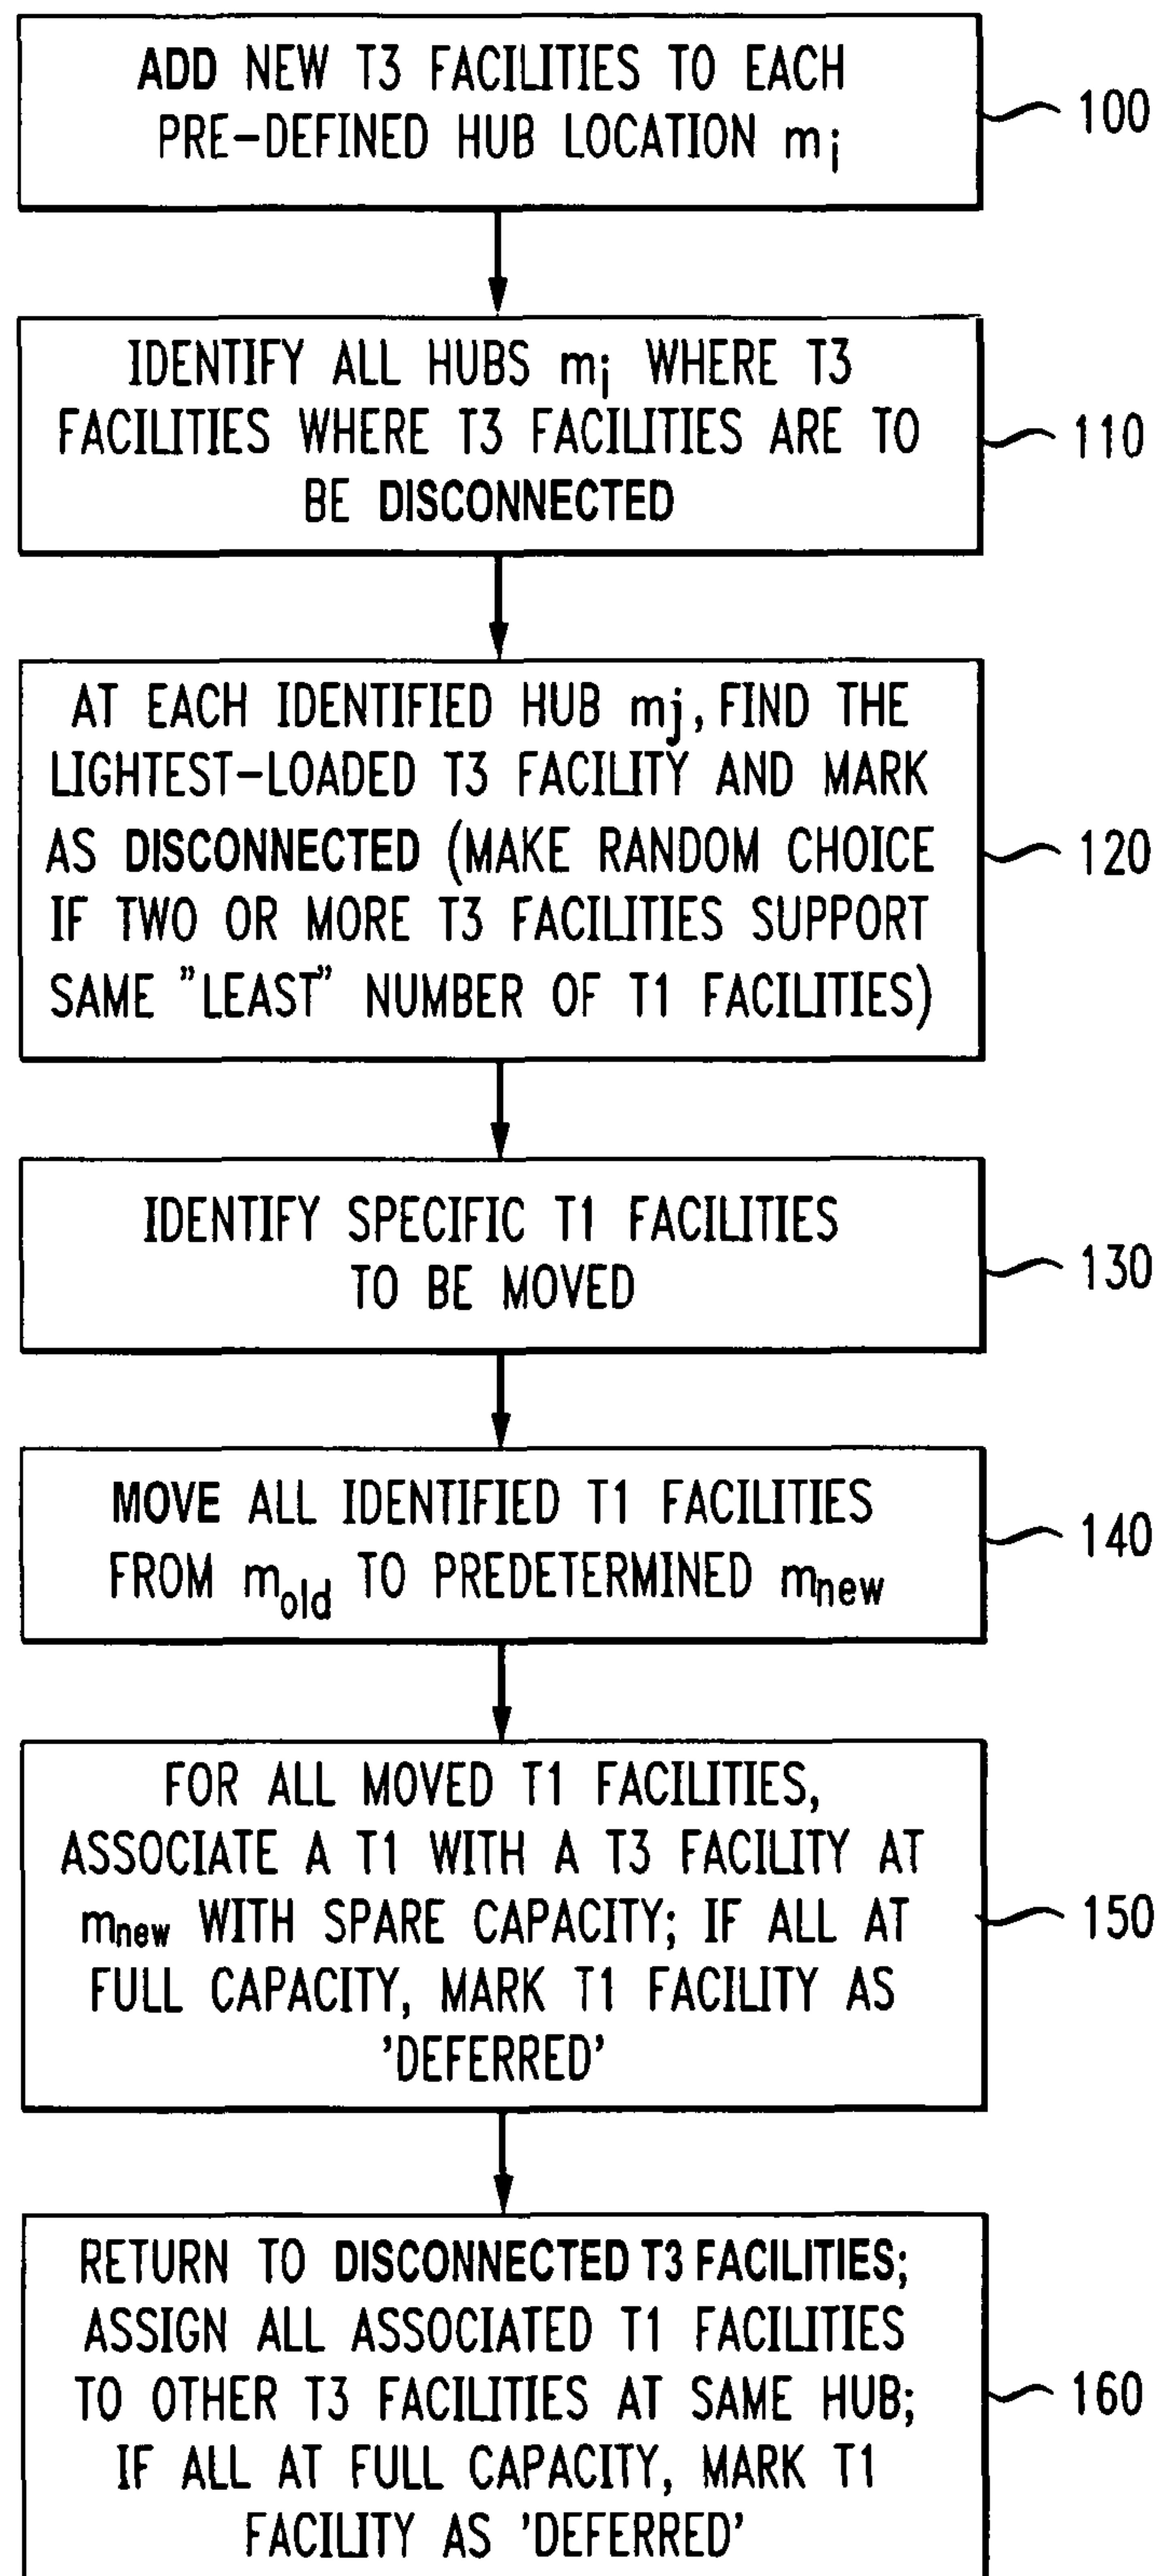 ADD NEW T3 FACILITIES TO EACH
PRE-DEFINED HUB LOCATION mi
100
IDENTIFY ALL HUBS mj WHERE T3
FACILITIES WHERE T3 FACILITIES ARE TO
BE DISCONNECTED
110
AT EACH IDENTIFIED HUB mj, FIND THE
LIGHTEST-LOADED T3 FACILITY AND MARK
AS DISCONNECTED (MAKE RANDOM CHOICE
IF TWO OR MORE T3 FACILITIES SUPPORT
SAME "LEAST" NUMBER OF T1 FACILITIES)
120
IDENTIFY SPECIFIC T1 FACILITIES
TO BE MOVED
130
MOVE ALL IDENTIFIED T1 FACILITIES
FROM mold TO PREDETERMINED mnew
140
FOR ALL MOVED T1 FACILITIES,
ASSOCIATE A T1 WITH A T3 FACILITY AT
mnew WITH SPARE CAPACITY; IF ALL AT
FULL CAPACITY, MARK T1 FACILITY AS
'DEFERRED'
150
RETURN TO DISCONNECTED T3 FACILITIES;
ASSIGN ALL ASSOCIATED T1 FACILITIES
TO OTHER T3 FACILITIES AT SAME HUB;
IF ALL AT FULL CAPACITY, MARK T1
FACILITY AS 'DEFERRED'
160